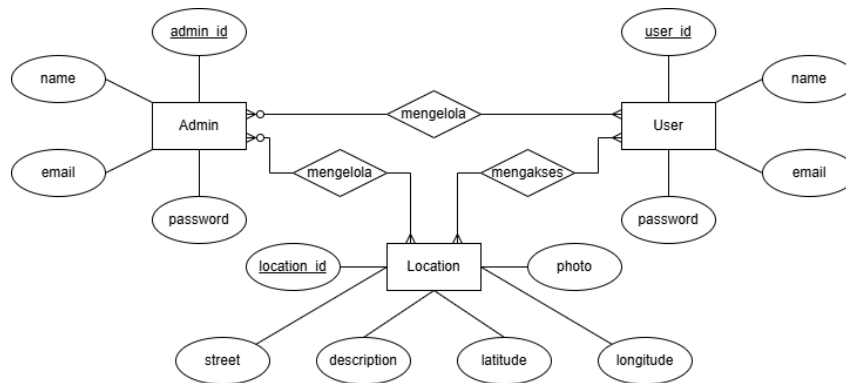 admin_id
user_id
name
name
mengelola
Admin
User
email
mengelola
mengakses
email
password
password
location_id
Location
photo
street
description
latitude
longitude